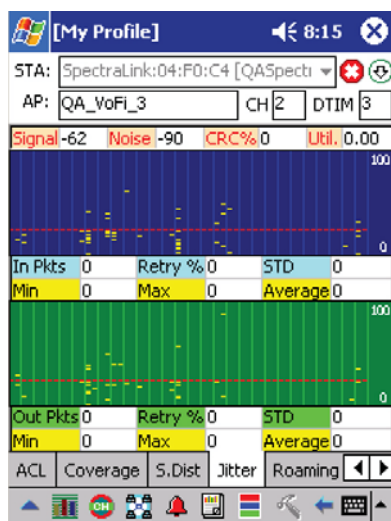 [My Profile] 8:15
STA: SpectraLink:04:F0:C4 [QASpecti
AP: QA_VoFi_3 CH 2 DTIM 3
Signal -62 Noise -90 CRC% 0 Util. 0.00
100
0
In Pkts 0 Retry % 0 STD 0
Min 0 Max 0 Average 0
100
0
Out Pkts 0 Retry % 0 STD 0
Min 0 Max 0 Average 0
ACL Coverage S.Dist Jitter Roaming
CH